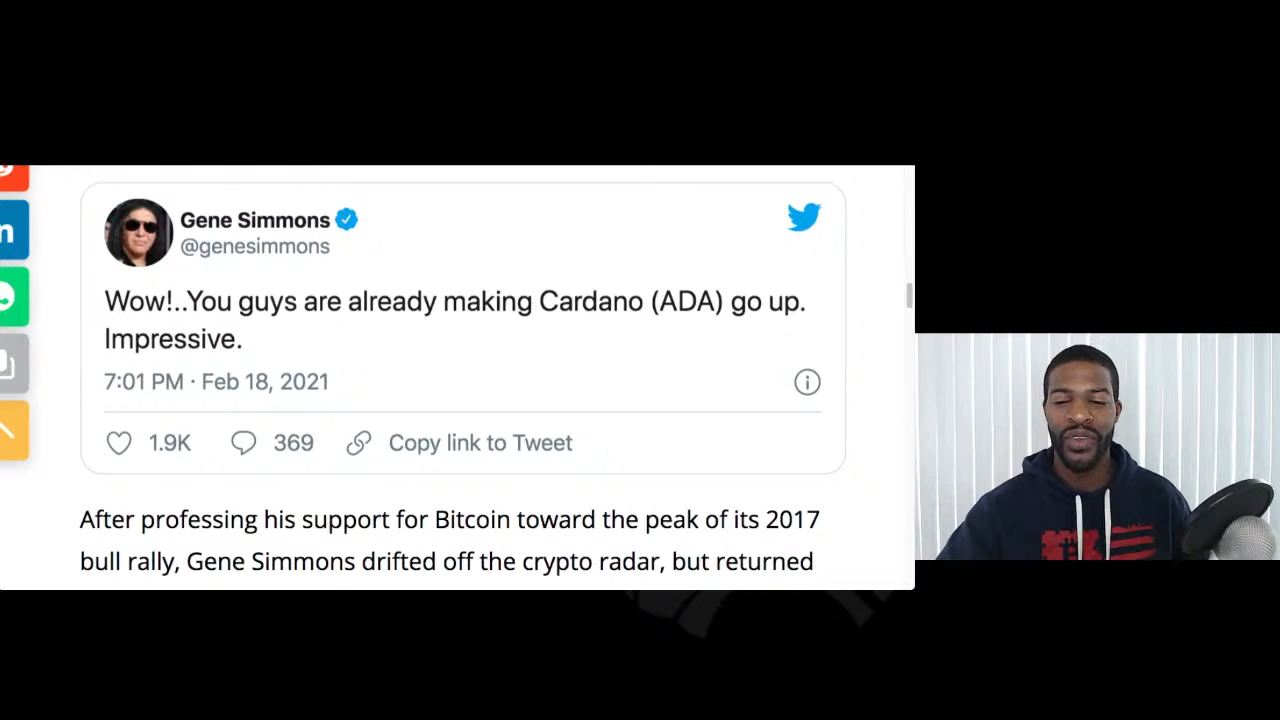 Gene Simmons
@genesimmons
Wow!..You guys are already making Cardano (ADA) go up.
Impressive.
7:01 PM · Feb 18, 2021
1.9K 369 Copy link to Tweet
After professing his support for Bitcoin toward the peak of its 2017
bull rally, Gene Simmons drifted off the crypto radar, but returned